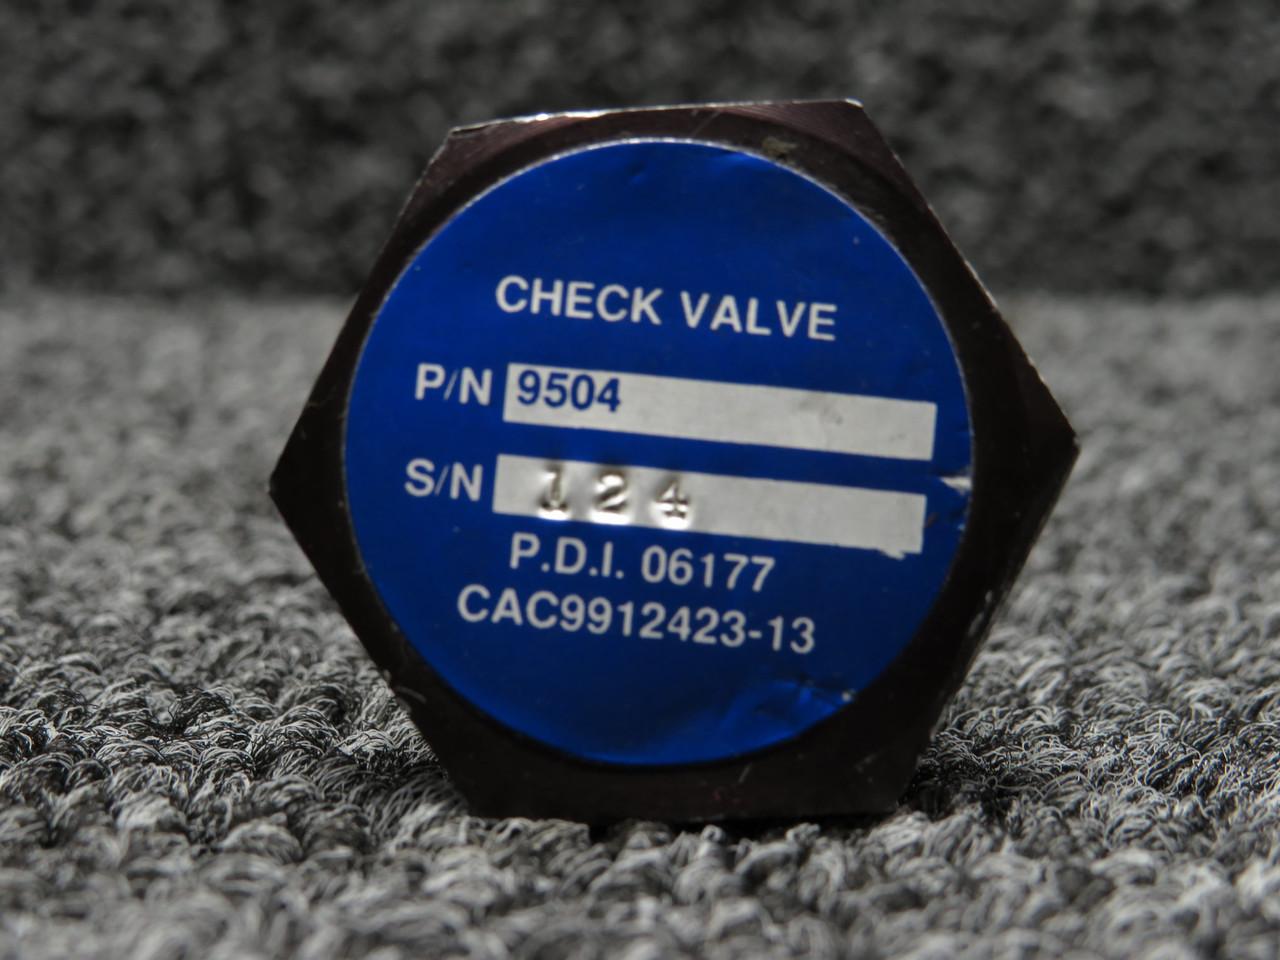 CHECK VALVE
P/N 9504
S/N 124
P.D.I. 06177
CAC9912423-13